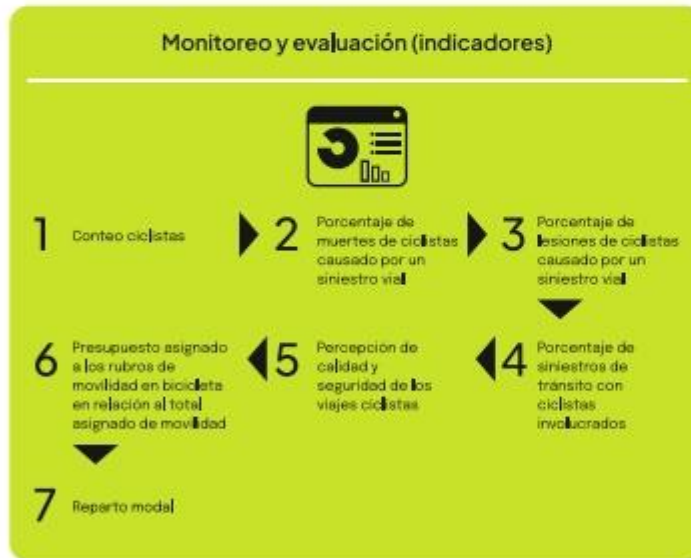 Monitoreo y evaluación (indicadores)
1
Conteo ciclistas
2
Porcentaje de
muertes de ciclistas
causado por un
siniestro vial
3
Porcentaje de
lesiones de ciclistas
causado por un
siniestro vial
4
Porcentaje de
siniestros de
tránsito con
ciclistas
involucrados
5
Percepción de
calidad y
seguridad de los
viajes ciclistas
6
Presupuesto asignado
a los rubros de
movilidad en bicicleta
en relación al total
asignado de movilidad
7
Reparto modal